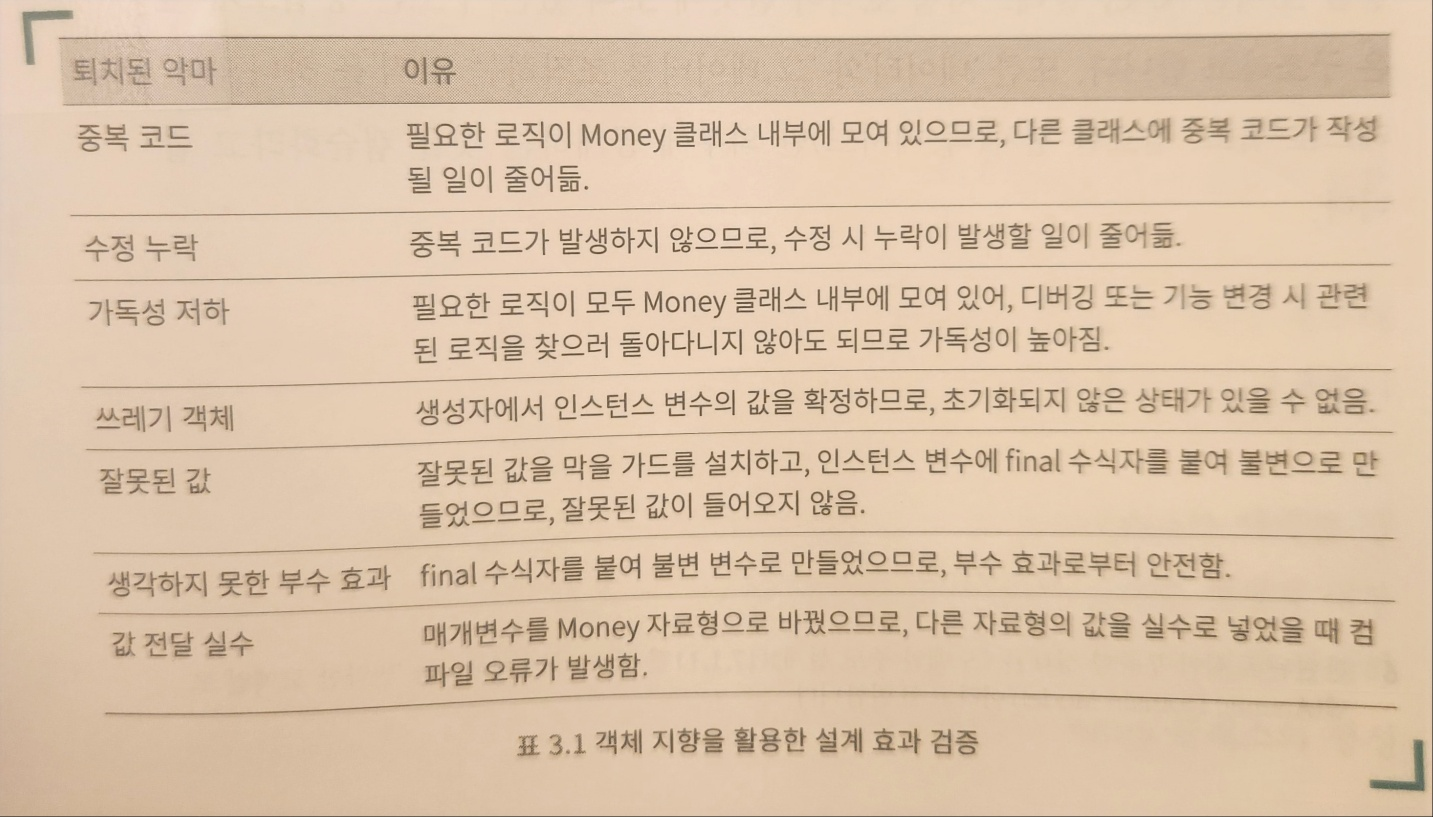 퇴치된 악마 이유
중복 코드 필요한 로직이 Money 클래스 내부에 모여 있으므로, 다른 클래스에 중복 코드가 작성
될 일이 줄어듦.
수정 누락 중복 코드가 발생하지 않으므로, 수정 시 누락이 발생할 일이 줄어듦.
가독성 저하 필요한 로직이 모두 Money 클래스 내부에 모여 있어, 디버깅 또는 기능 변경 시 관련
된 로직을 찾으러 돌아다니지 않아도 되므로 가독성이 높아짐.
쓰레기 객체 생성자에서 인스턴스 변수의 값을 확정하므로, 초기화되지 않은 상태가 있을 수 없음.
잘못된 값 잘못된 값을 막을 가드를 설치하고, 인스턴스 변수에 final 수식자를 붙여 불변으로 만
들었으므로, 잘못된 값이 들어오지 않음.
생각하지 못한 부수 효과 final 수식자를 붙여 불변 변수로 만들었으므로, 부수 효과로부터 안전함.
값 전달 실수 매개변수를 Money 자료형으로 바꿨으므로, 다른 자료형의 값을 실수로 넣었을 때 컴
파일 오류가 발생함.
표 3.1 객체 지향을 활용한 설계 효과 검증